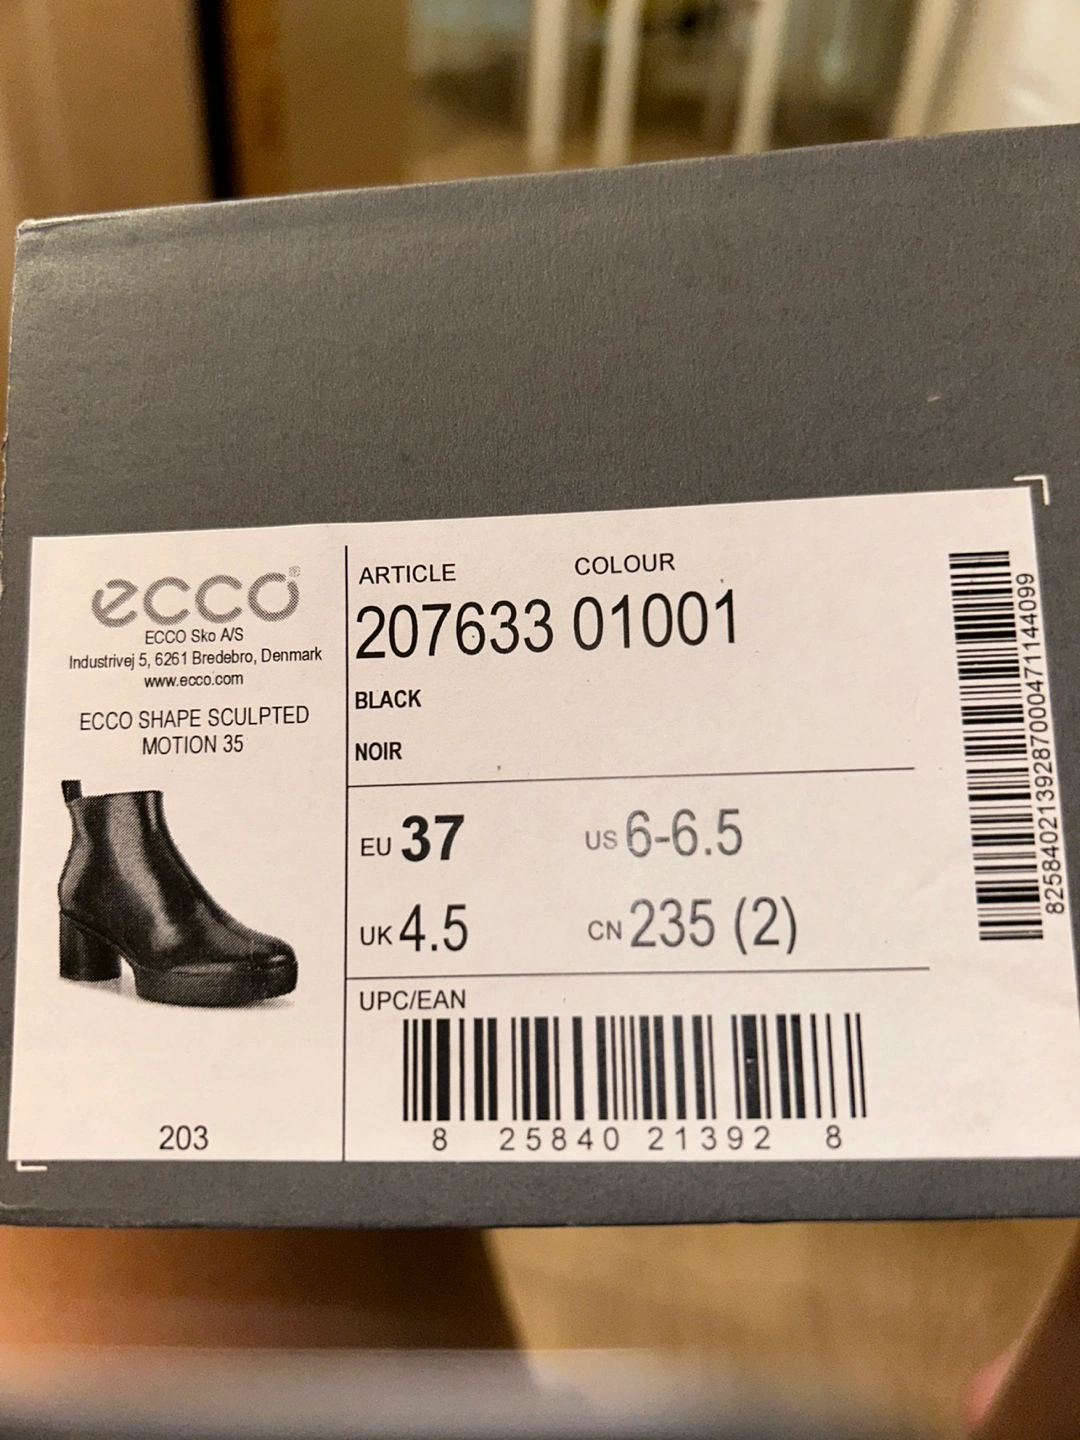 ecco®
ECCO Sko A/S
Industrivej 5, 6261 Bredebro, Denmark
www.ecco.com
ECCO SHAPE SCULPTED
MOTION 35
203
ARTICLE COLOUR
207633 01001
BLACK
NOIR
EU 37 US 6-6.5
UK 4.5 CN 235 (2)
UPC/EAN
8 25840 21392 8
825840213928700047114​4099